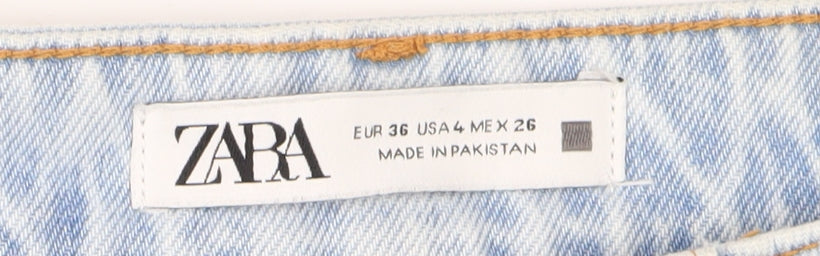 ZARA
EUR 36 USA 4 MEX 26
MADE IN PAKISTAN